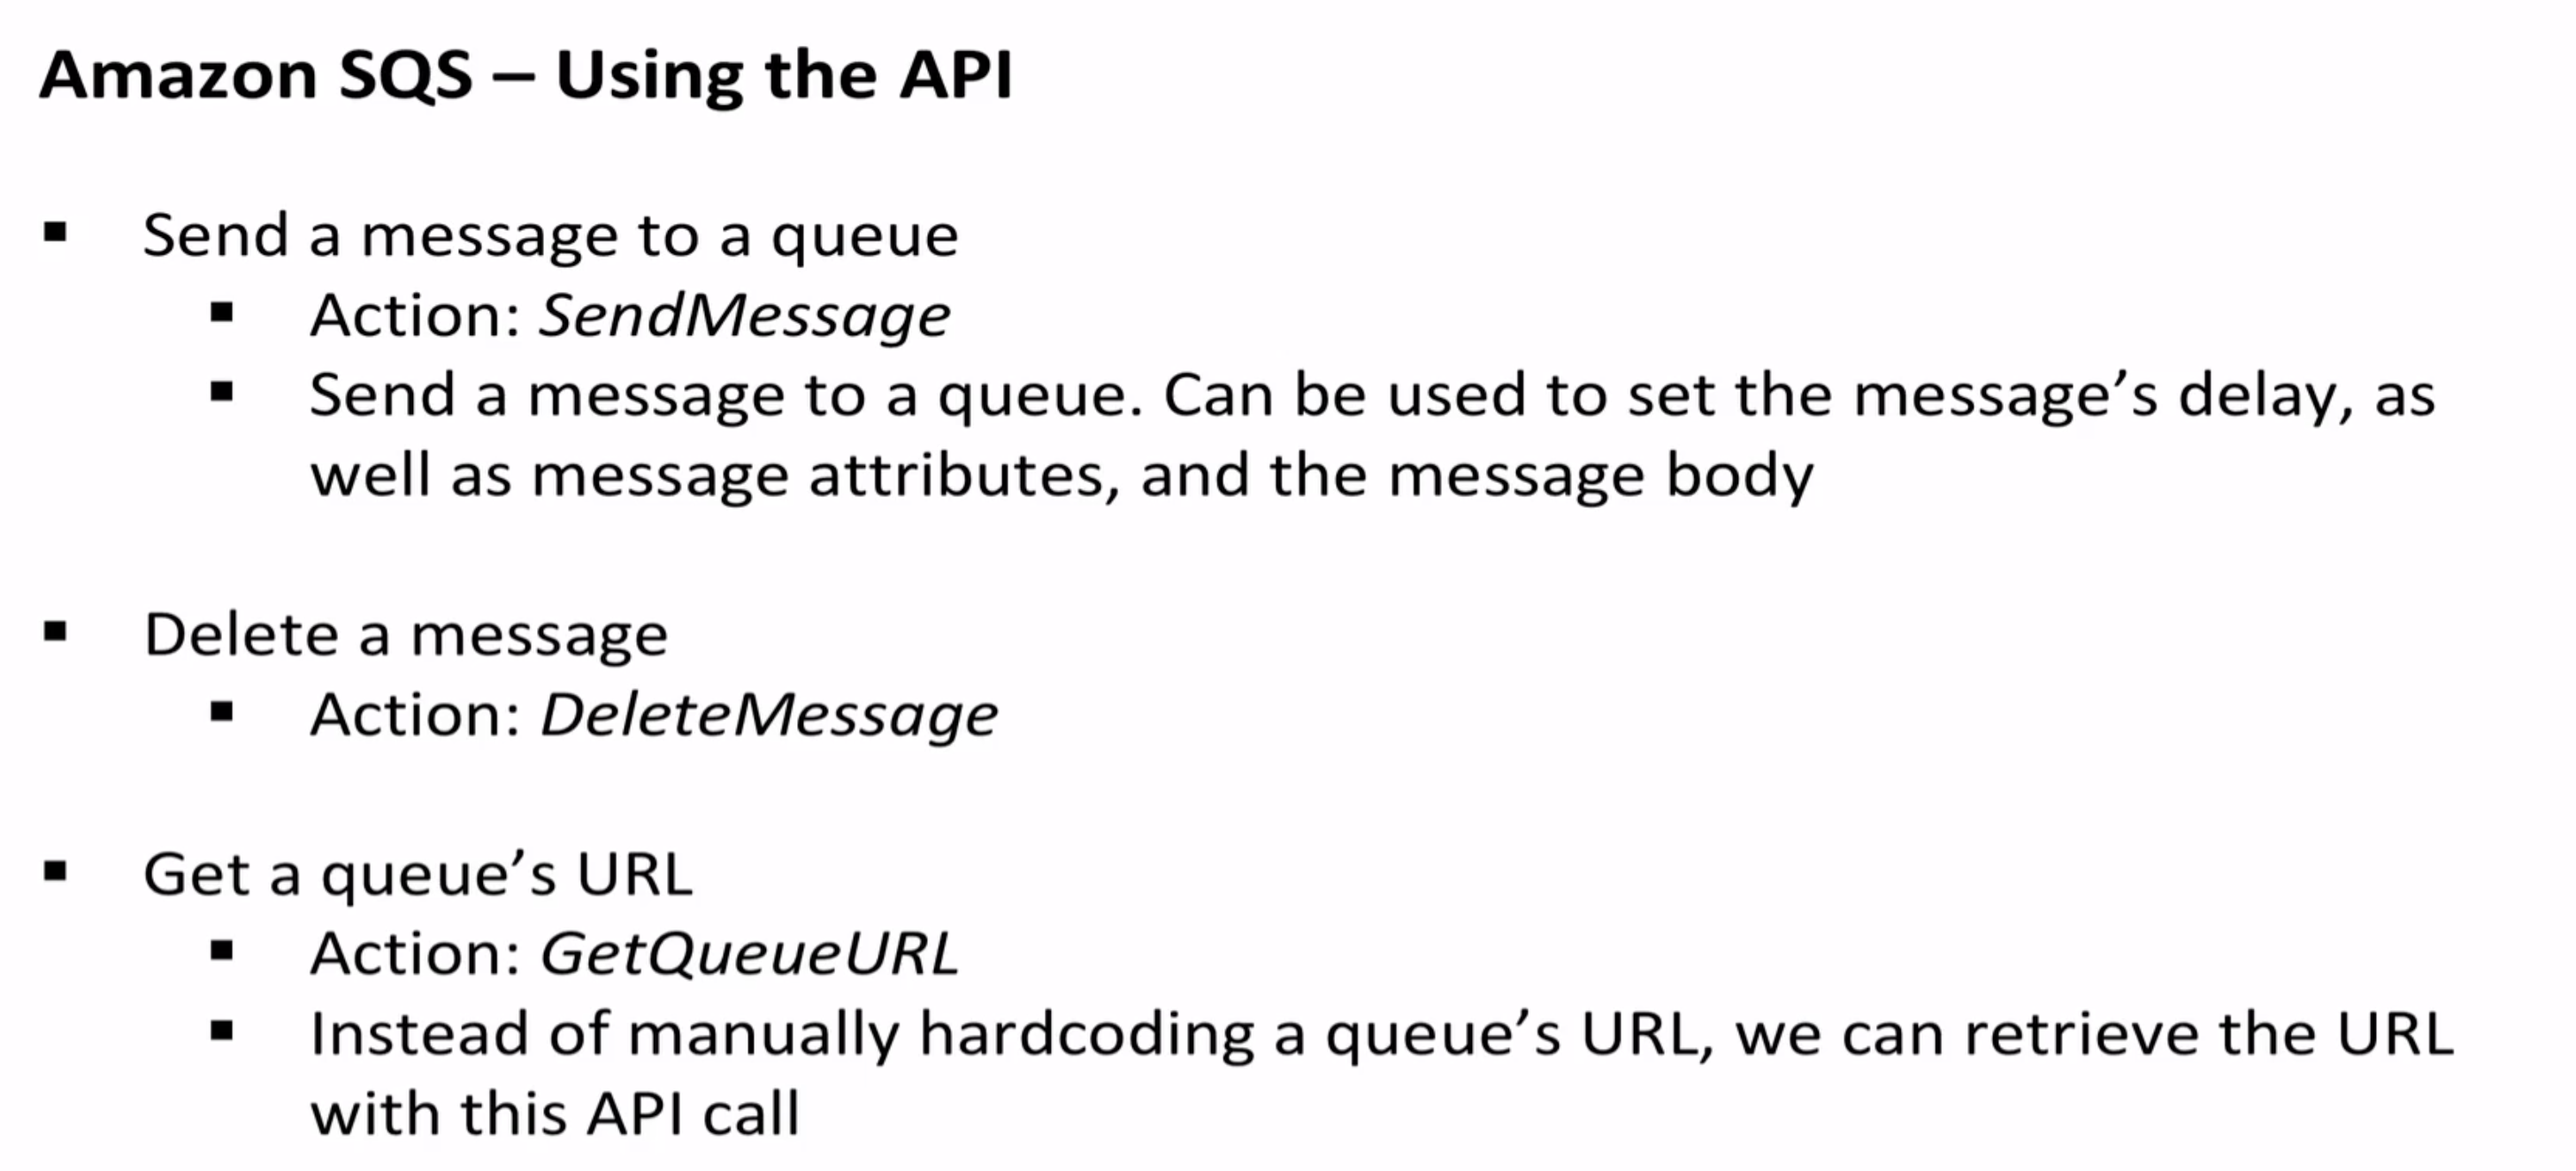 Amazon SQS – Using the API
▪ Send a message to a queue
▪ Action: SendMessage
▪ Send a message to a queue. Can be used to set the message’s delay, as
well as message attributes, and the message body
▪ Delete a message
▪ Action: DeleteMessage
▪ Get a queue’s URL
▪ Action: GetQueueURL
▪ Instead of manually hardcoding a queue’s URL, we can retrieve the URL
with this API call